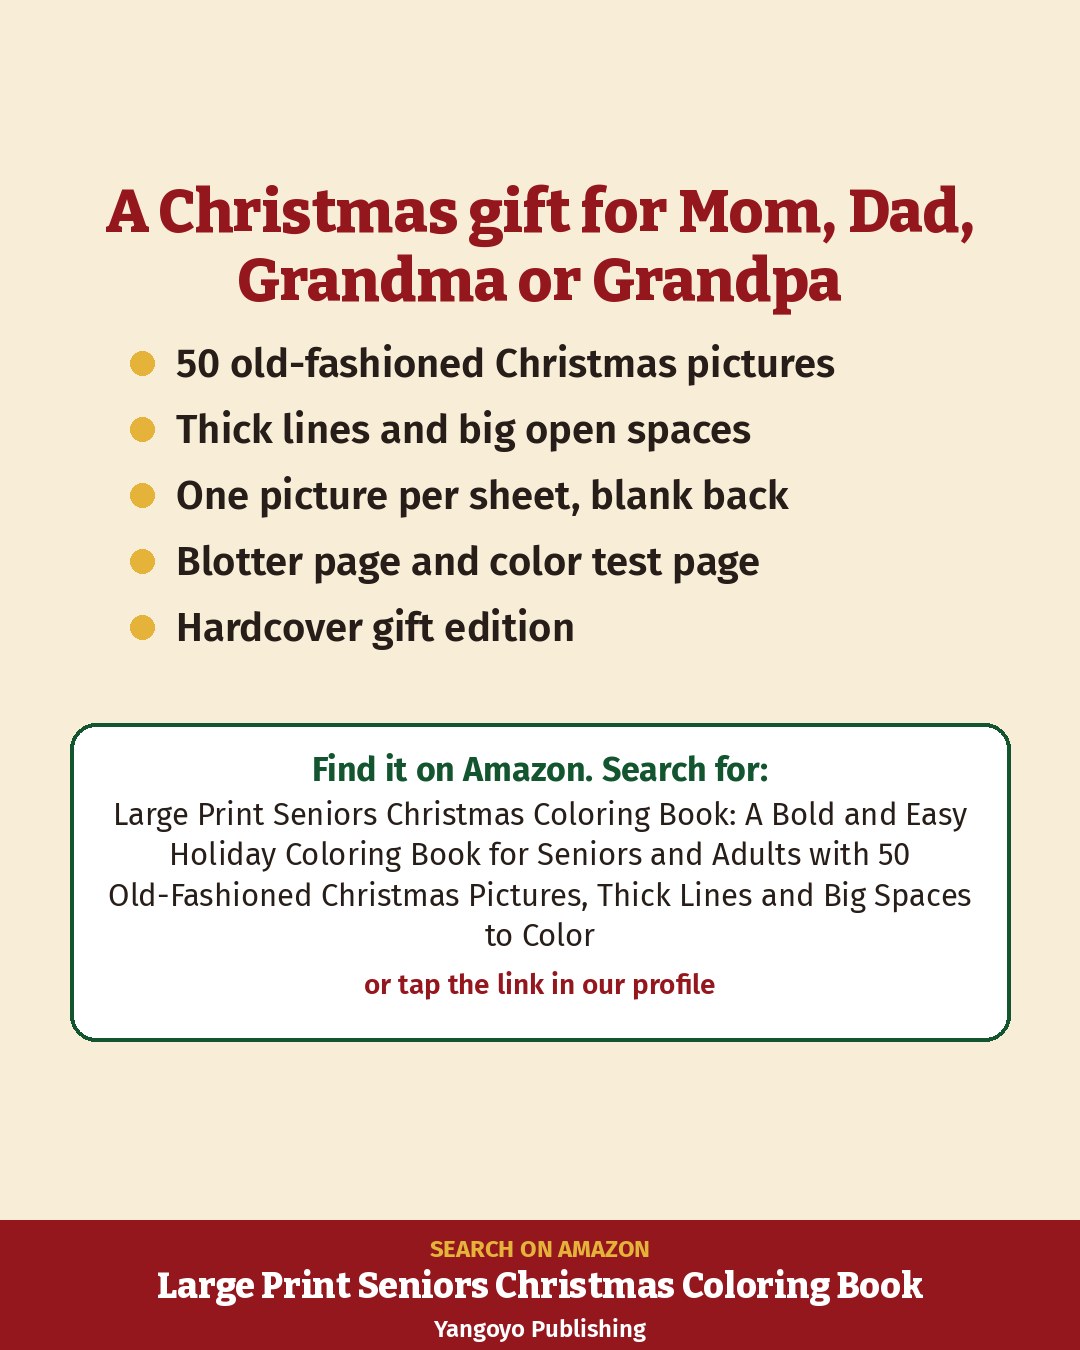 A Christmas gift for Mom, Dad,
Grandma or Grandpa
50 old-fashioned Christmas pictures
Thick lines and big open spaces
One picture per sheet, blank back
Blotter page and color test page
Hardcover gift edition
Find it on Amazon. Search for:
Large Print Seniors Christmas Coloring Book: A Bold and Easy
Holiday Coloring Book for Seniors and Adults with 50
Old-Fashioned Christmas Pictures, Thick Lines and Big Spaces
to Color
or tap the link in our profile
SEARCH ON AMAZON
Large Print Seniors Christmas Coloring Book
Yangoyo Publishing